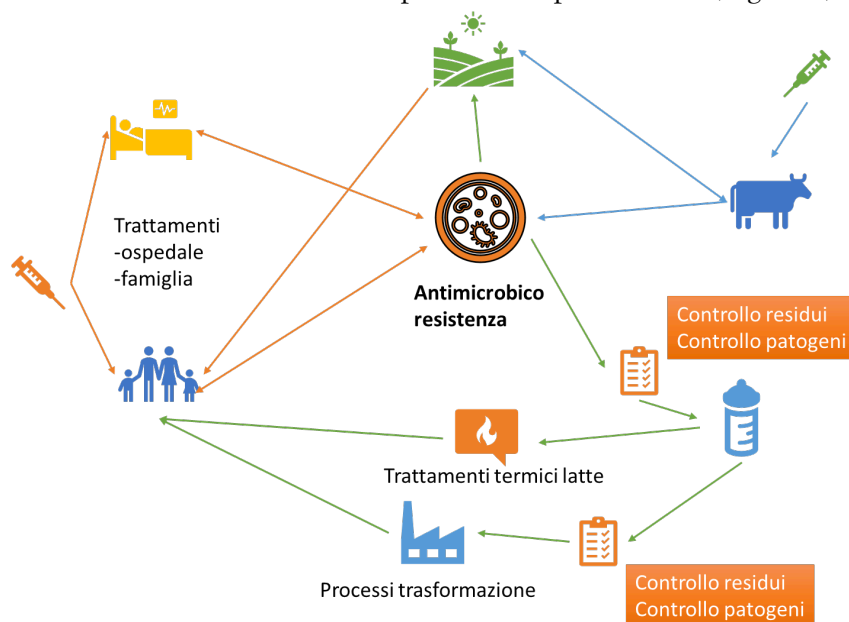 Trattamenti
-ospedale
-famiglia
Antimicrobico
resistenza
Controllo residui
Controllo patogeni
Trattamenti termici latte
Processi trasformazione
Controllo residui
Controllo patogeni